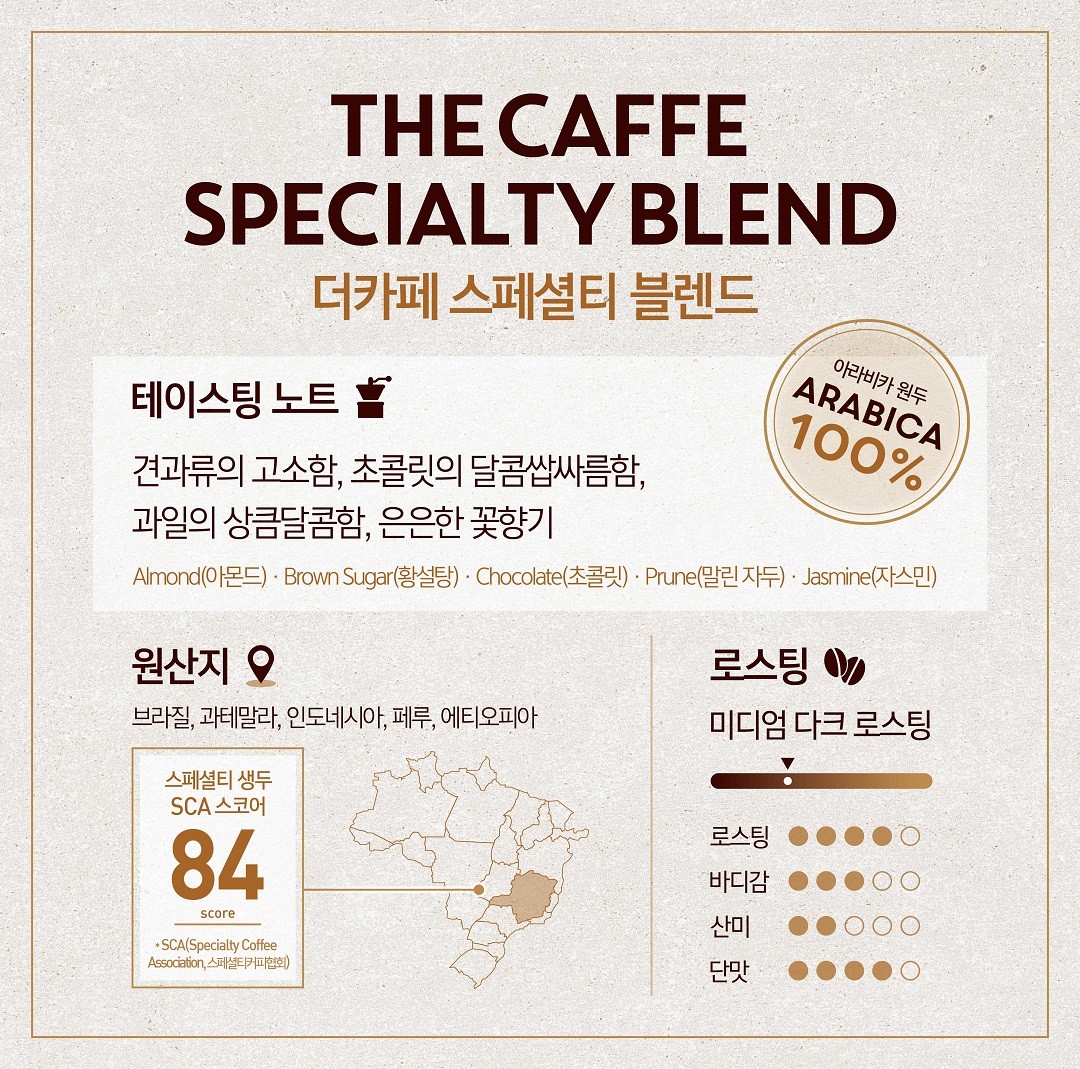 THE CAFFE
SPECIALTY BLEND
더카페 스페셜티 블렌드
아라비카 원두
ARABICA
100%
테이스팅 노트
견과류의 고소함, 초콜릿의 달콤쌉싸름함,
과일의 상큼달콤함, 은은한 꽃향기
Almond(아몬드) · Brown Sugar(황설탕) · Chocolate(초콜릿) · Prune(말린 자두) · Jasmine(자스민)
원산지
브라질, 과테말라, 인도네시아, 페루, 에티오피아
스페셜티 생두
SCA 스코어
84
score
* SCA(Specialty Coffee
Association, 스페셜티커피협회)
로스팅
미디엄 다크 로스팅
로스팅
바디감
산미
단맛